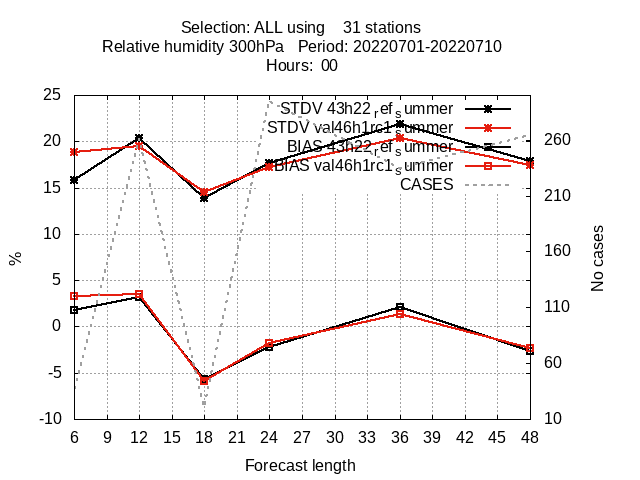 Selection: ALL using 31 stations
Relative humidity 300hPa Period: 20220701-20220710
Hours: 00
25
20
15
10
5
0
-5
-10
%
STDV 43h22_ref_summer
STDV val46h1rc1_summer
BIAS 43h22_ref_summer
BIAS val46h1rc1_summer
CASES
260
210
160
110
60
10
No cases
6 9 12 15 18 21 24 27 30 33 36 39 42 45 48
Forecast length